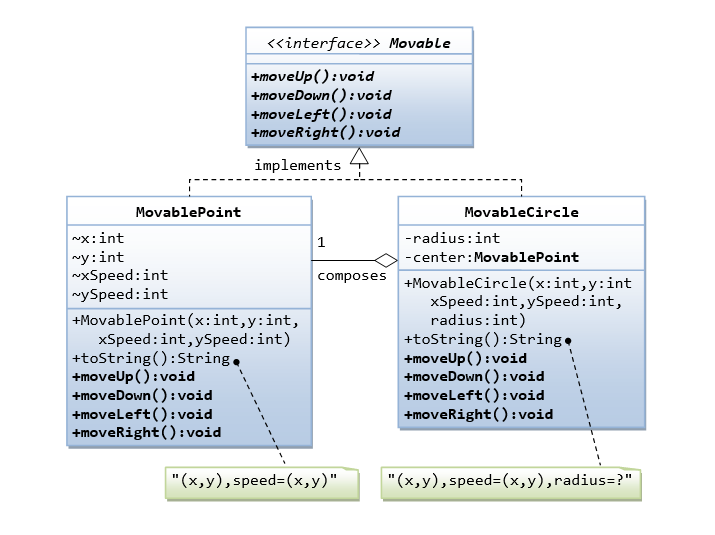 <<interface>> Movable
+moveUp():void
+moveDown():void
+moveLeft():void
+moveRight():void
implements
MovablePoint
~x:int
~y:int
~xSpeed:int
~ySpeed:int
+MovablePoint(x:int,y:int,
xSpeed:int,ySpeed:int)
+toString():String
+moveUp():void
+moveDown():void
+moveLeft():void
+moveRight():void
1
composes
MovableCircle
-radius:int
-center:MovablePoint
+MovableCircle(x:int,y:int
xSpeed:int,ySpeed:int,
radius:int)
+toString():String
+moveUp():void
+moveDown():void
+moveLeft():void
+moveRight():void
"(x,y),speed=(x,y)"
"(x,y),speed=(x,y),radius=?"